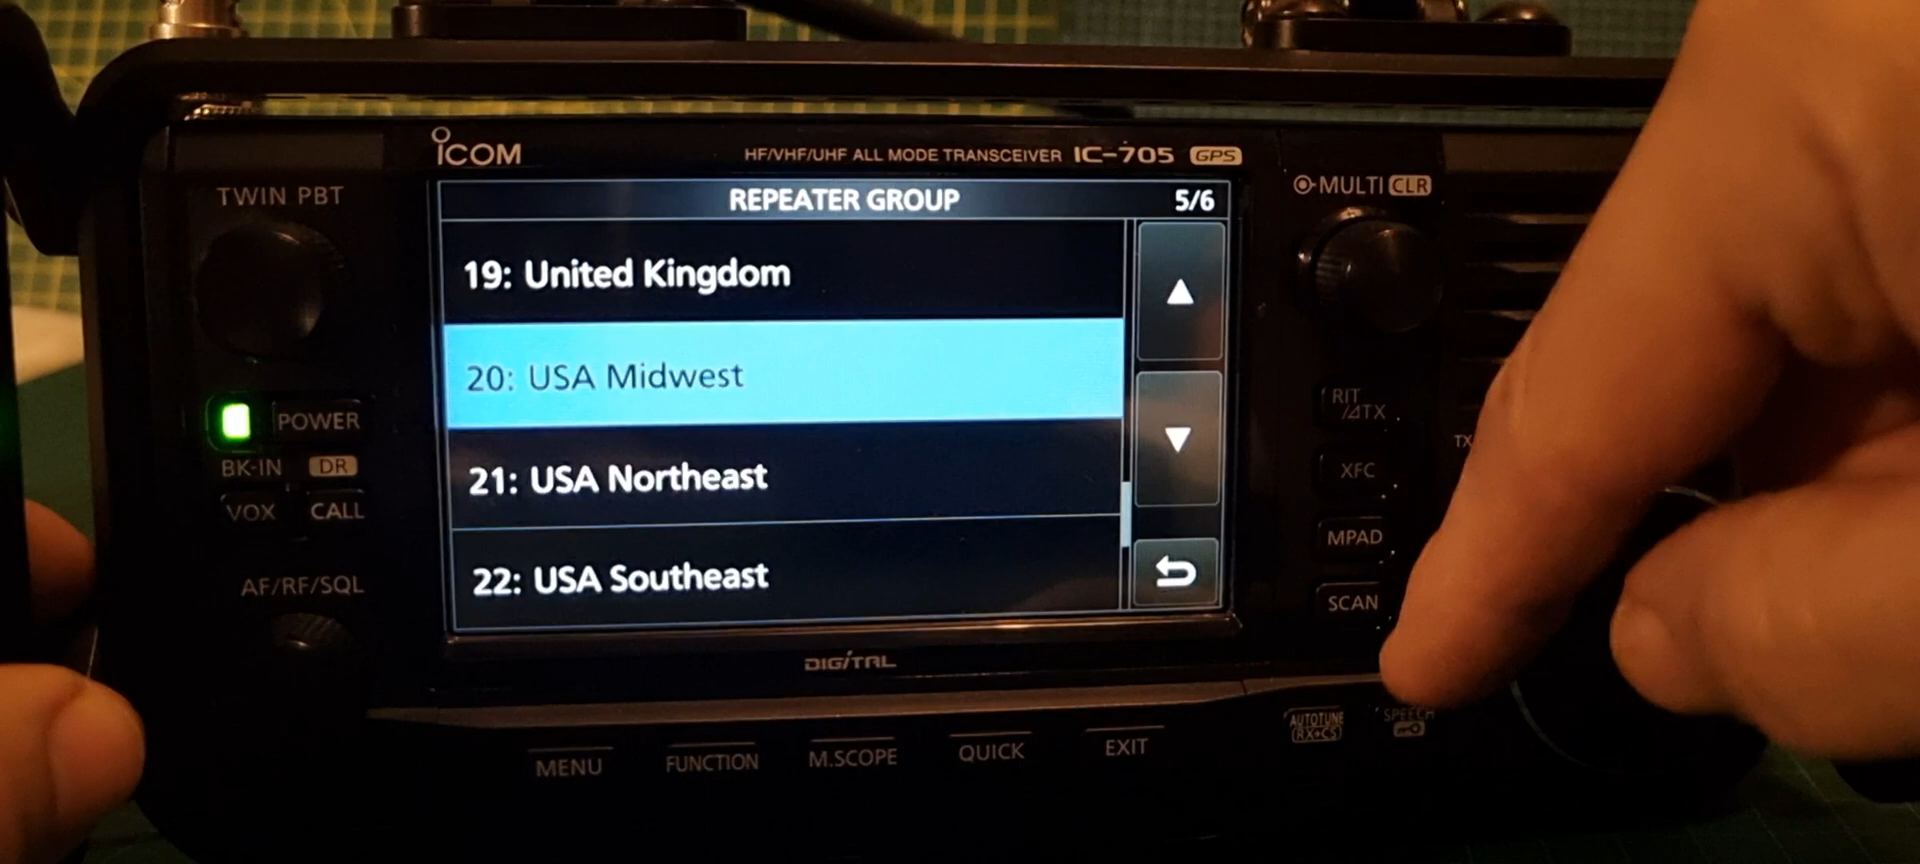 ICOM
HF/VHF/UHF ALL MODE TRANSCEIVER IC-705 GPS
TWIN PBT
MULTI CLR
REPEATER GROUP 5/6
19: United Kingdom
20: USA Midwest
21: USA Northeast
22: USA Southeast
POWER
BK-IN DR
VOX CALL
AF/RF/SQL
RIT
/⊿TX
TX
XFC
MPAD
SCAN
DIGITAL
MENU FUNCTION M.SCOPE QUICK EXIT
AUTOTUNE
(RX→CS)
SPEECH